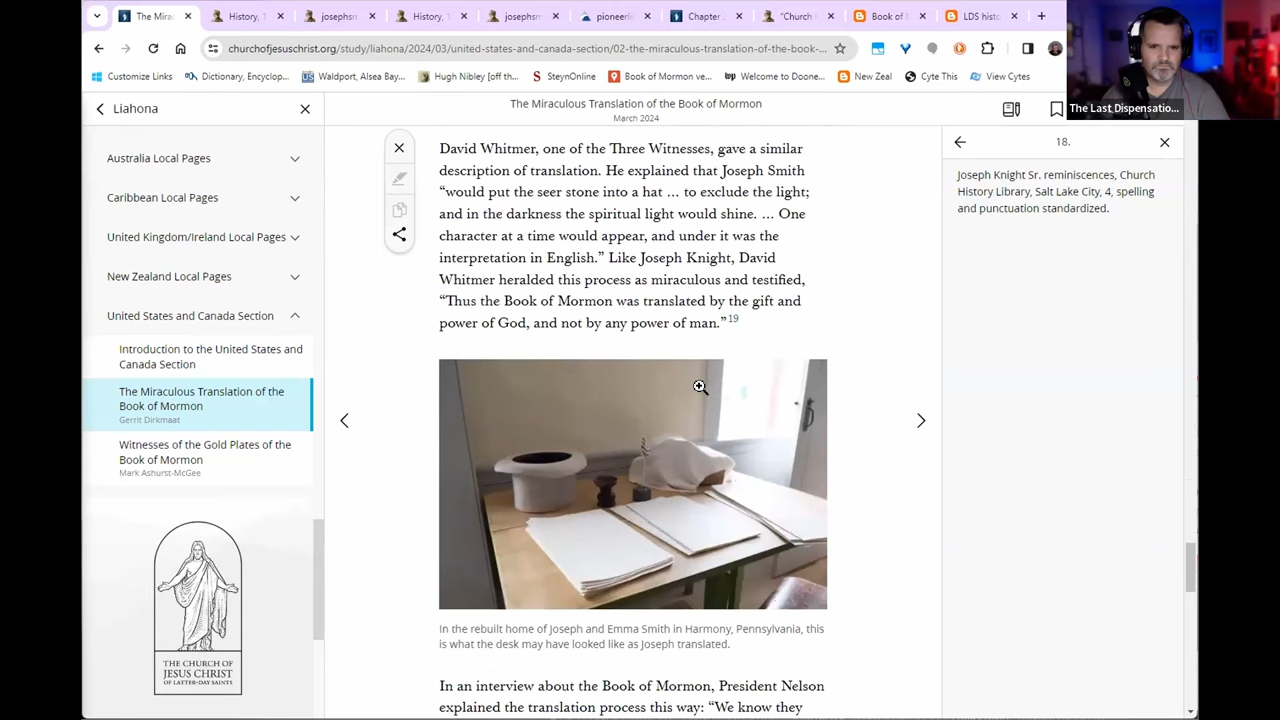 The Mirac
History, 1
josephsm
History, 1
josephsm
pioneerli
Chapter
"Church
Book of M
LDS histo
churchofjesuschrist.org/study/liahona/2024/03/united-states-and-canada-section/02-the-miraculous-translation-of-the-book-...
Customize Links
Dictionary, Encyclop...
Waldport, Alsea Bay...
Hugh Nibley [off th...
SteynOnline
Book of Mormon ve...
Welcome to Doone...
New Zeal
Cyte This
View Cytes
The Last Dispensatio...
Liahona
The Miraculous Translation of the Book of Mormon
March 2024
Australia Local Pages
Caribbean Local Pages
United Kingdom/Ireland Local Pages
New Zealand Local Pages
United States and Canada Section
Introduction to the United States and
Canada Section
The Miraculous Translation of the
Book of Mormon
Gerrit Dirkmaat
Witnesses of the Gold Plates of the
Book of Mormon
Mark Ashurst-McGee
THE CHURCH OF
JESUS CHRIST
OF LATTER-DAY SAINTS
David Whitmer, one of the Three Witnesses, gave a similar
description of translation. He explained that Joseph Smith
“would put the seer stone into a hat … to exclude the light;
and in the darkness the spiritual light would shine. … One
character at a time would appear, and under it was the
interpretation in English.” Like Joseph Knight, David
Whitmer heralded this process as miraculous and testified,
“Thus the Book of Mormon was translated by the gift and
power of God, and not by any power of man.”19
In the rebuilt home of Joseph and Emma Smith in Harmony, Pennsylvania, this
is what the desk may have looked like as Joseph translated.
In an interview about the Book of Mormon, President Nelson
explained the translation process this way: “We know they
18.
Joseph Knight Sr, reminiscences, Church
History Library, Salt Lake City, 4, spelling
and punctuation standardized.